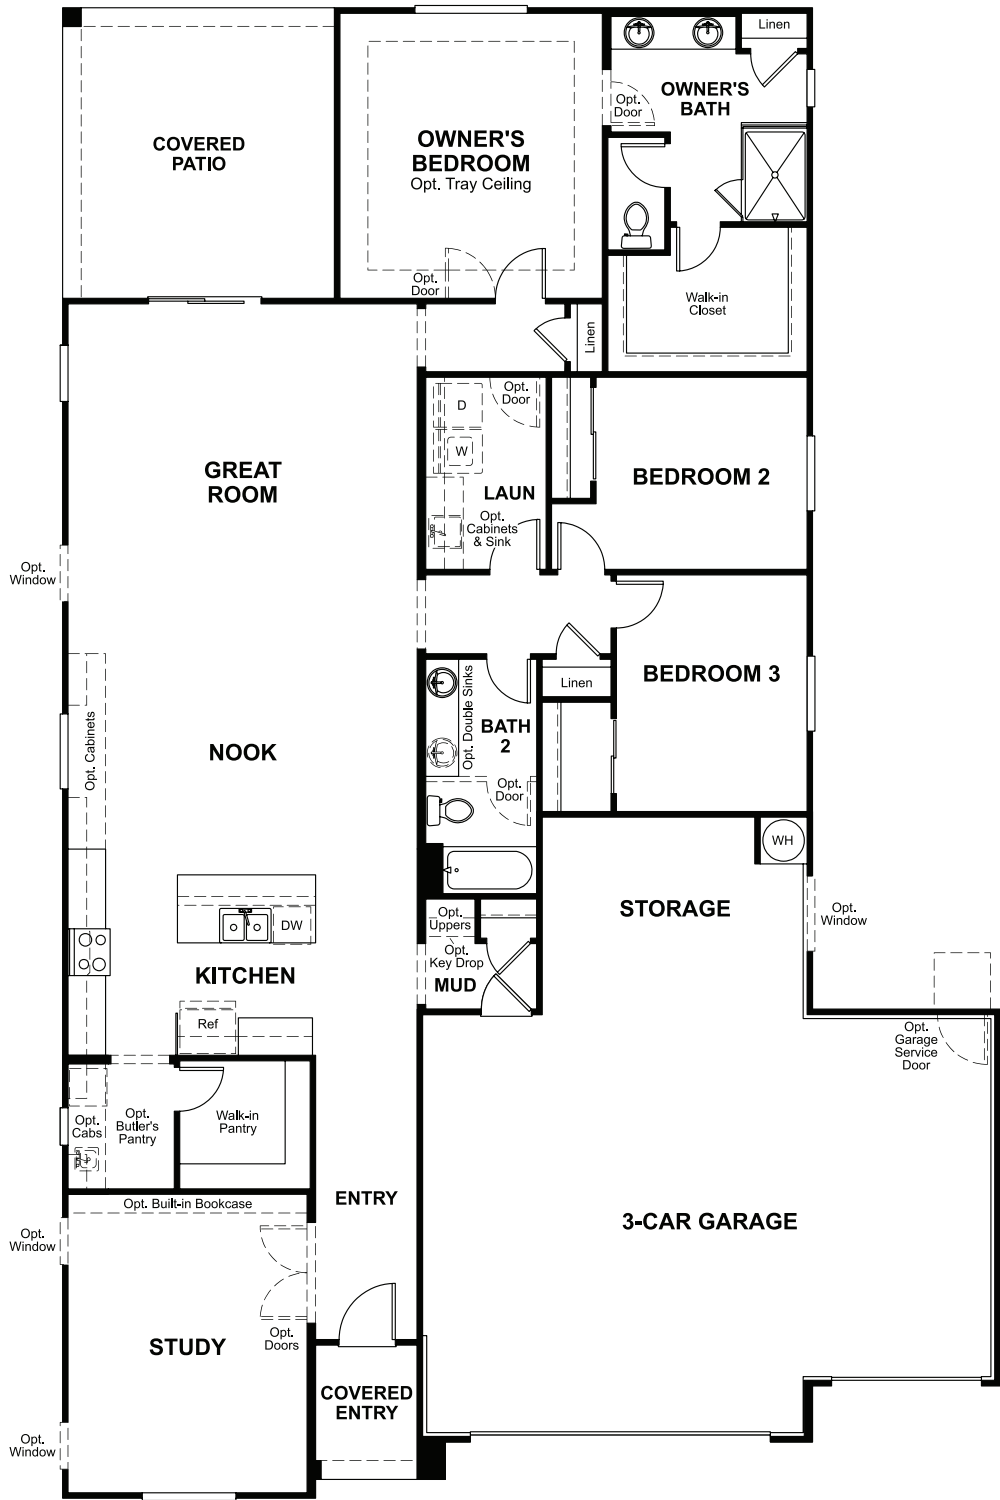 Linen
OWNER'S
BATH
Opt.
Door
COVERED
PATIO
OWNER'S
BEDROOM
Opt. Tray Ceiling
Opt.
Door
Walk-in
Closet
Linen
D
Opt.
Door
W
GREAT
ROOM
LAUN
Opt.
Cabinets
& Sink
BEDROOM 2
Opt.
Window
BEDROOM 3
Linen
Opt. Double Sinks
BATH
2
Opt.
Door
Opt. Cabinets
NOOK
WH
STORAGE
Opt.
Window
DW
Opt.
Uppers
Opt.
Key Drop
MUD
KITCHEN
Ref
Opt.
Garage
Service
Door
Opt.
Cabs
Opt.
Butler's
Pantry
Walk-in
Pantry
ENTRY
Opt. Built-in Bookcase
3-CAR GARAGE
Opt.
Window
STUDY
Opt.
Doors
COVERED
ENTRY
Opt.
Window